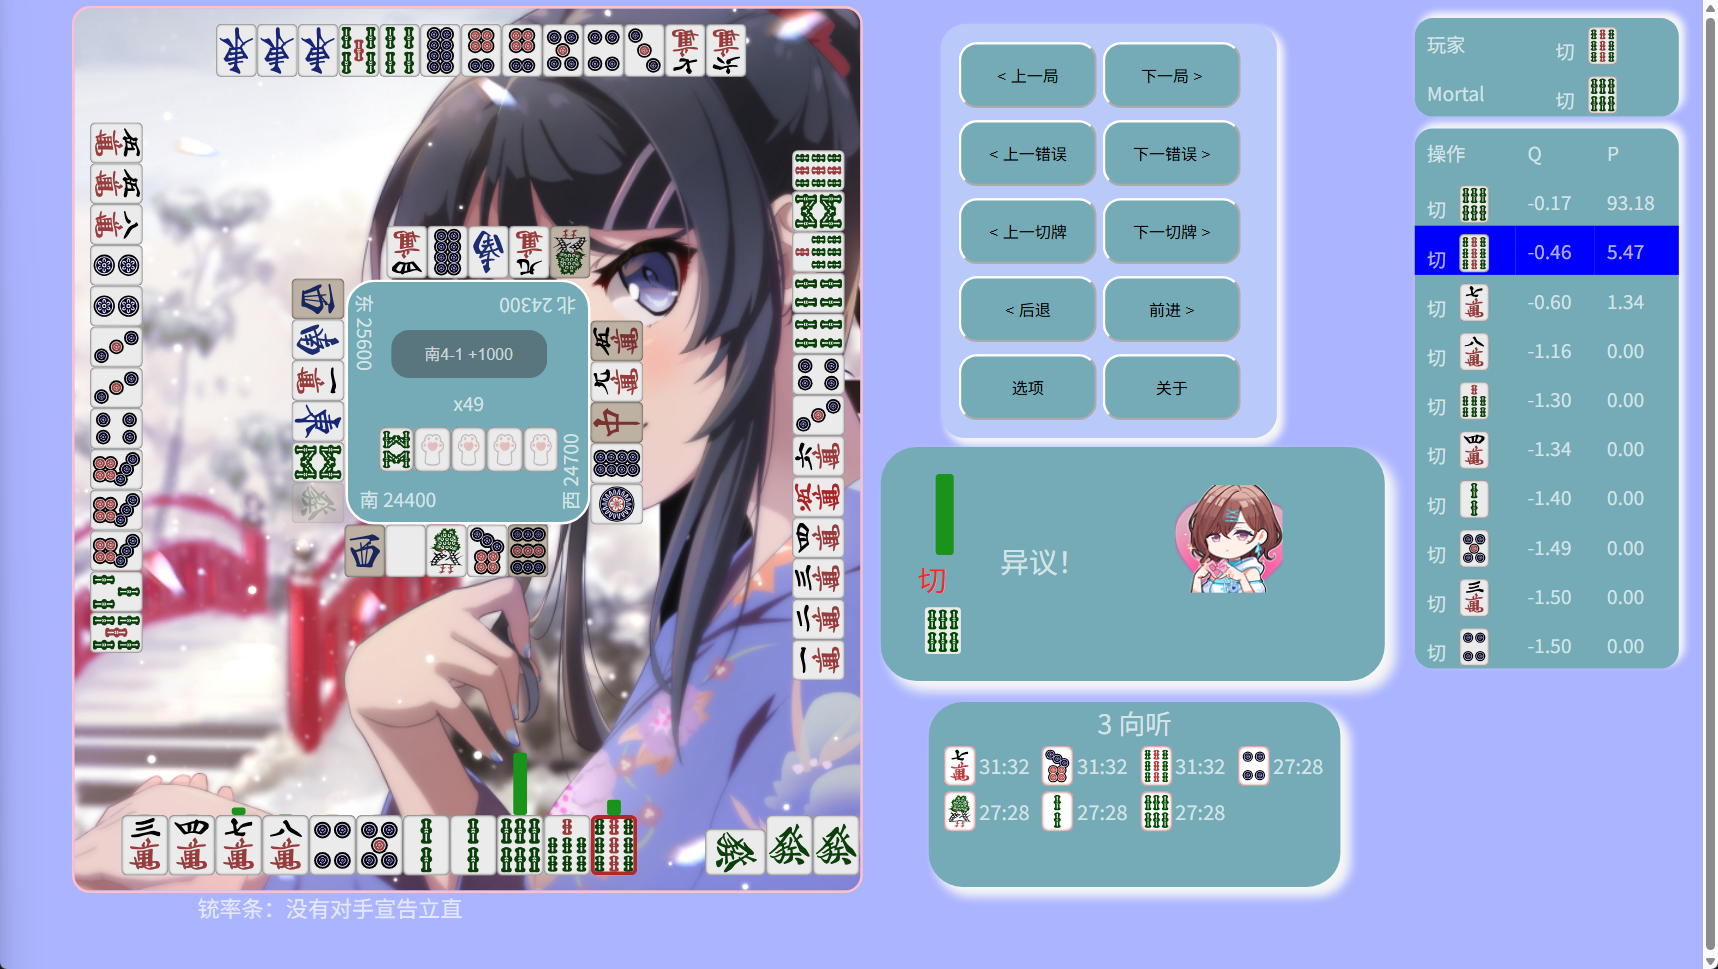 北 24300
东 25600
南4-1 +1000
x49
西 24700
南 24400
铳率条：没有对手宣告立直
< 上一局
下一局 >
< 上一错误
下一错误 >
< 上一切牌
下一切牌 >
< 后退
前进 >
选项
关于
切
异议！
3 向听
31:32 31:32 31:32 27:28
27:28 27:28 27:28
玩家 切
Mortal 切
操作 Q P
切 -0.17 93.18
切 -0.46 5.47
切 -0.60 1.34
切 -1.16 0.00
切 -1.30 0.00
切 -1.34 0.00
切 -1.40 0.00
切 -1.49 0.00
切 -1.50 0.00
切 -1.50 0.00